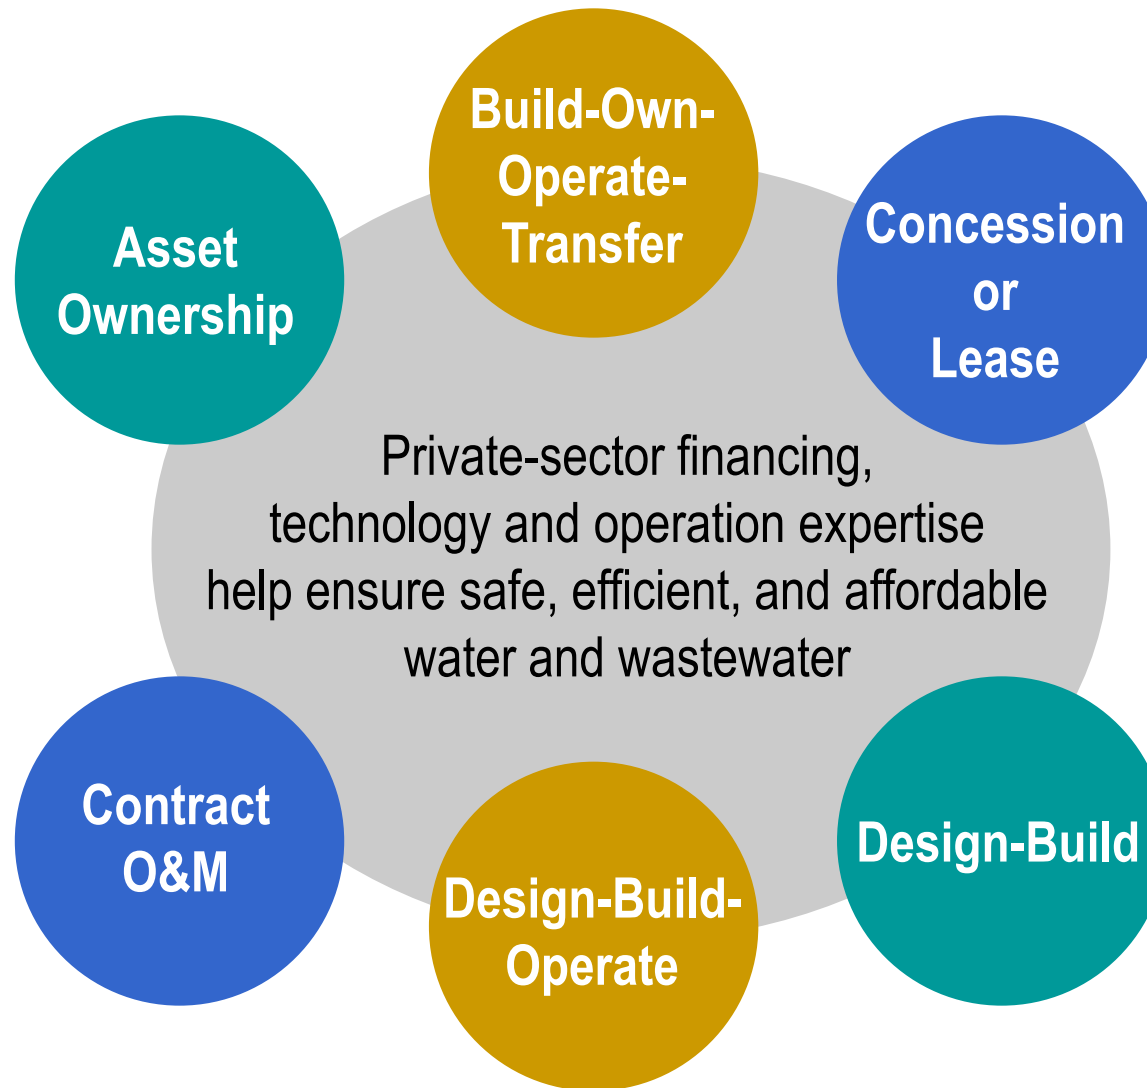 Build-Own-
Operate-
Transfer
Asset
Ownership
Concession
or
Lease
Private-sector financing,
technology and operation expertise
help ensure safe, efficient, and affordable
water and wastewater
Contract
O&M
Design-Build-
Operate
Design-Build